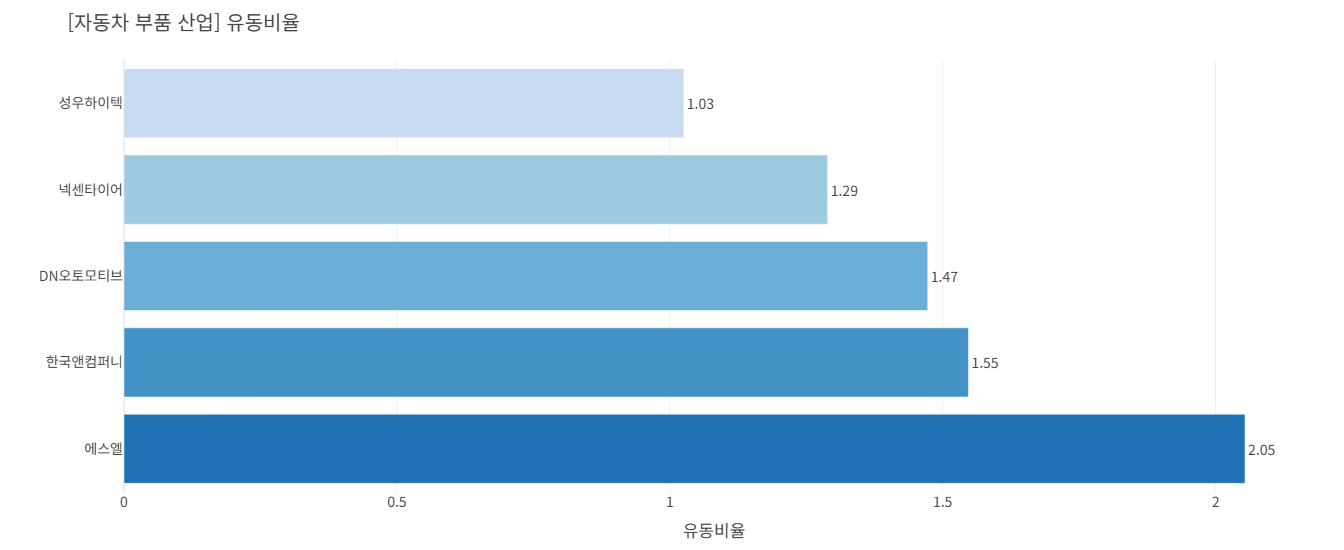 [자동차 부품 산업] 유동비율
성우하이텍
1.03
넥센타이어
1.29
DN오토모티브
1.47
한국앤컴퍼니
1.55
에스엘
2.05
0 0.5 1 1.5 2
유동비율